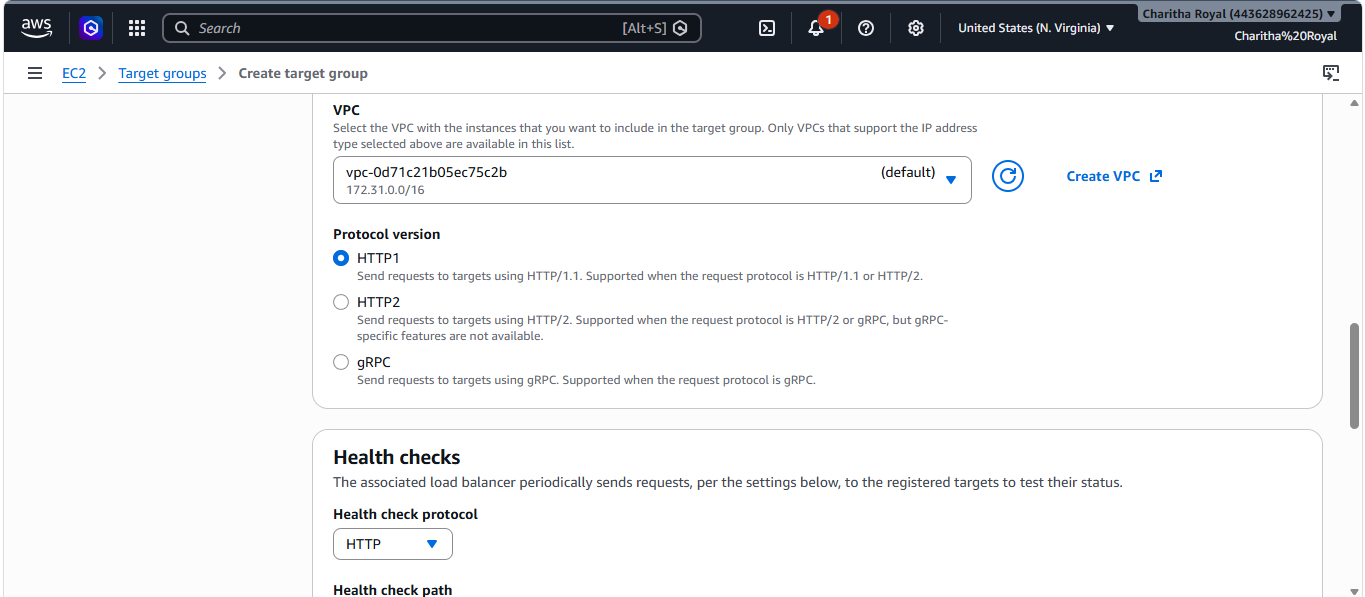 aws
Search [Alt+S]
1
United States (N. Virginia)
Charitha Royal (443628962425)
Charitha%20Royal
EC2 > Target groups > Create target group
VPC
Select the VPC with the instances that you want to include in the target group. Only VPCs that support the IP address
type selected above are available in this list.
vpc-0d71c21b05ec75c2b (default)
172.31.0.0/16
Create VPC
Protocol version
HTTP1
Send requests to targets using HTTP/1.1. Supported when the request protocol is HTTP/1.1 or HTTP/2.
HTTP2
Send requests to targets using HTTP/2. Supported when the request protocol is HTTP/2 or gRPC, but gRPC-
specific features are not available.
gRPC
Send requests to targets using gRPC. Supported when the request protocol is gRPC.
Health checks
The associated load balancer periodically sends requests, per the settings below, to the registered targets to test their status.
Health check protocol
HTTP
Health check path